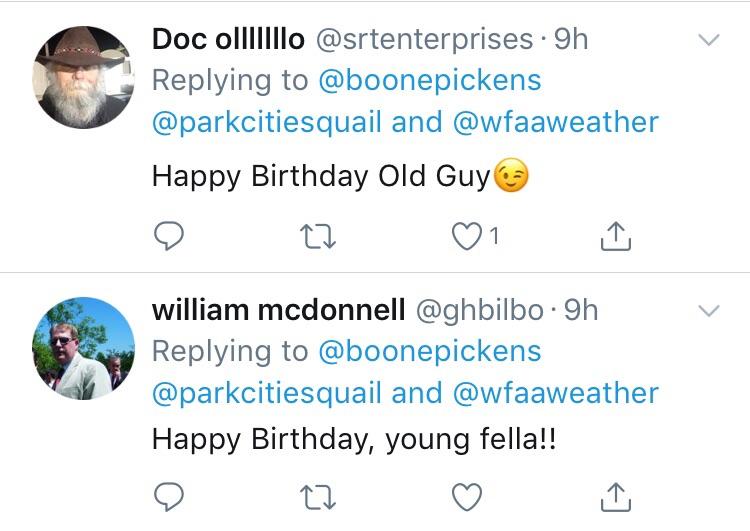 Doc olllllllo @srtenterprises · 9h
Replying to @boonepickens
@parkcitiesquail and @wfaaweather
Happy Birthday Old Guy😉
1
william mcdonnell @ghbilbo · 9h
Replying to @boonepickens
@parkcitiesquail and @wfaaweather
Happy Birthday, young fella!!